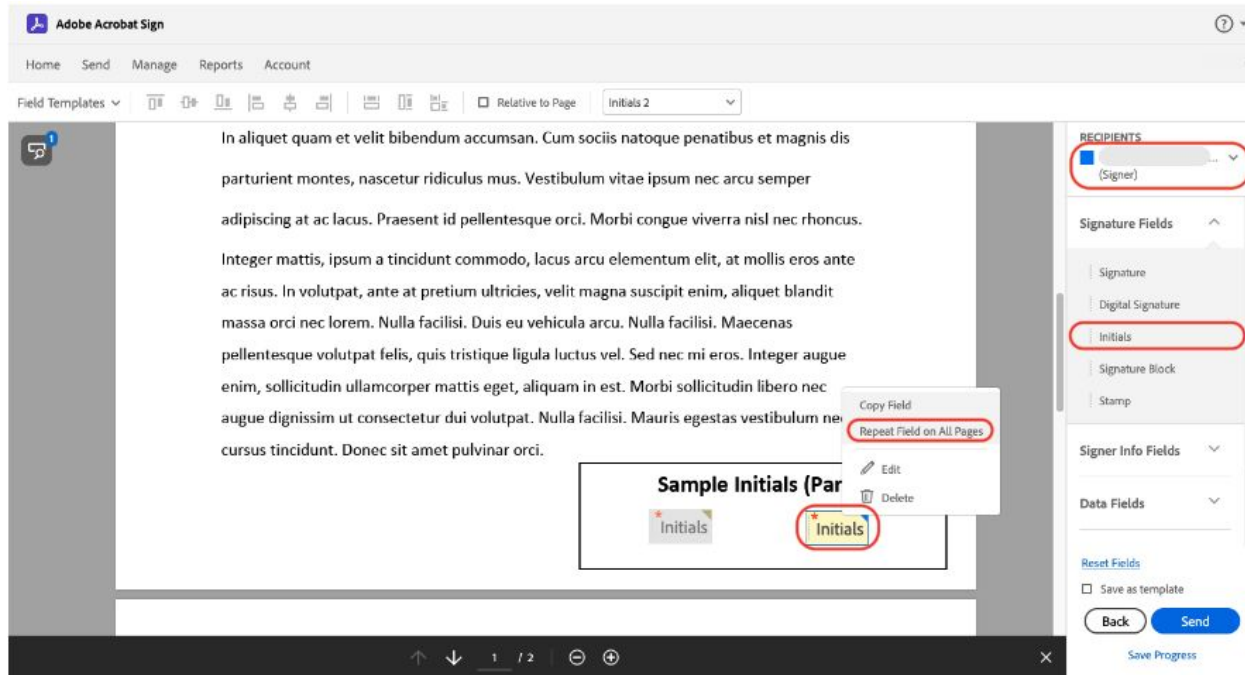 Adobe Acrobat Sign
Home Send Manage Reports Account
Field Templates Relative to Page Initials 2
1
In aliquet quam et velit bibendum accumsan. Cum sociis natoque penatibus et magnis dis
parturient montes, nascetur ridiculus mus. Vestibulum vitae ipsum nec arcu semper
adipiscing at ac lacus. Praesent id pellentesque orci. Morbi congue viverra nisl nec rhoncus.
Integer mattis, ipsum a tincidunt commodo, lacus arcu elementum elit, at mollis eros ante
ac risus. In volutpat, ante at pretium ultricies, velit magna suscipit enim, aliquet blandit
massa orci nec lorem. Nulla facilisi. Duis eu vehicula arcu. Nulla facilisi. Maecenas
pellentesque volutpat felis, quis tristique ligula luctus vel. Sed nec mi eros. Integer augue
enim, sollicitudin ullamcorper mattis eget, aliquam in est. Morbi sollicitudin libero nec
augue dignissim ut consectetur dui volutpat. Nulla facilisi. Mauris egestas vestibulum
cursus tincidunt. Donec sit amet pulvinar orci.
Sample Initials
* Initials
* Initials
Copy Field
Repeat Field on All Pages
Edit
Delete
RECIPIENTS
...
(Signer)
Signature Fields
Signature
Digital Signature
Initials
Signature Block
Stamp
Signer Info Fields
Data Fields
Reset Fields
Save as template
Back Send
Save Progress
1 / 2